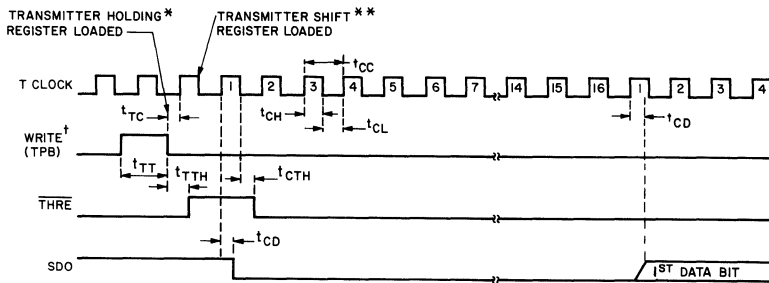 TRANSMITTER HOLDING* TRANSMITTER SHIFT**
REGISTER LOADED REGISTER LOADED
T CLOCK 1 2 3 4 5 6 7 14 15 16 1 2 3 4
tCC
tTC tCH tCL tCD
WRITE†
(TPB)
tTT tTTH tCTH
THRE
tCD
SDO 1ST DATA BIT